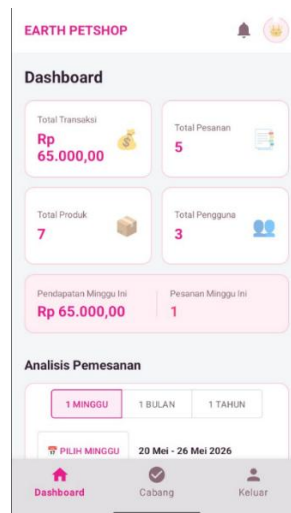 EARTH PETSHOP
Dashboard
Total Transaksi
Rp
65.000,00
Total Pesanan
5
Total Produk
7
Total Pengguna
3
Pendapatan Minggu Ini
Rp 65.000,00
Pesanan Minggu Ini
1
Analisis Pemesanan
1 MINGGU
1 BULAN
1 TAHUN
PILIH MINGGU
20 Mei - 26 Mei 2026
Dashboard
Cabang
Keluar